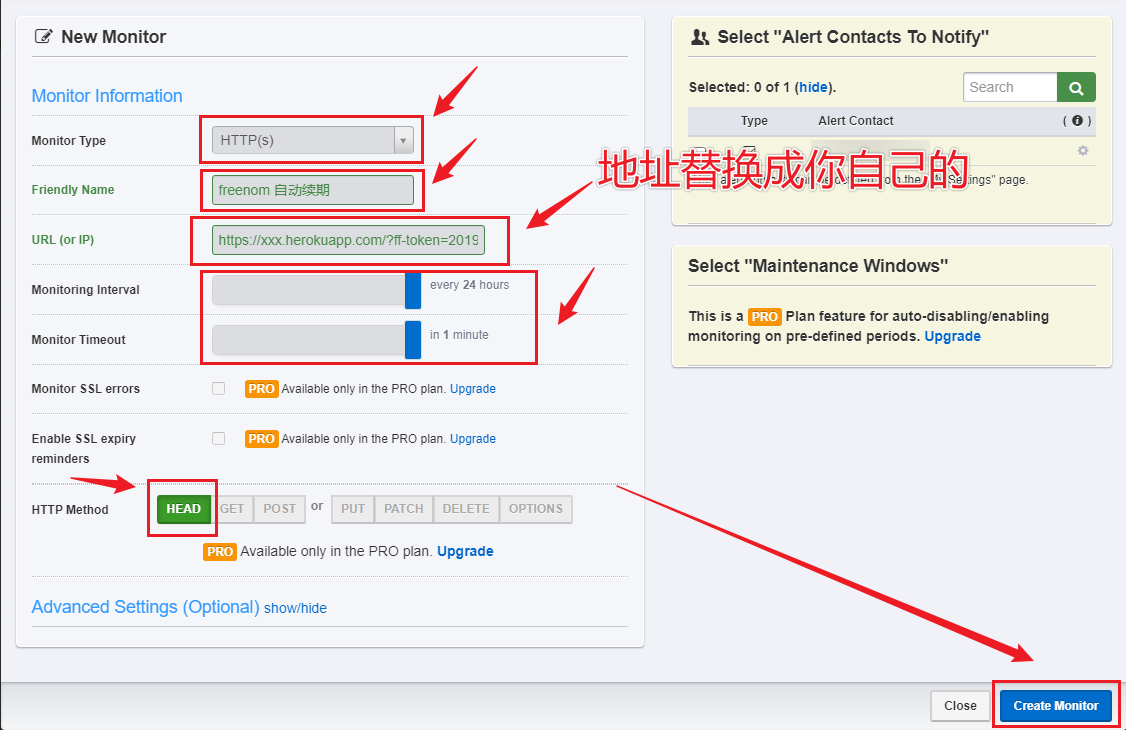 New Monitor
Monitor Information
Monitor Type
HTTP(s)
Friendly Name
freenom 自动续期
URL (or IP)
https://xxx.herokuapp.com/?ff-token=2019
Monitoring Interval
every 24 hours
Monitor Timeout
in 1 minute
Monitor SSL errors
PRO Available only in the PRO plan. Upgrade
Enable SSL expiry
reminders
PRO Available only in the PRO plan. Upgrade
HTTP Method
HEAD GET POST or PUT PATCH DELETE OPTIONS
PRO Available only in the PRO plan. Upgrade
Advanced Settings (Optional) show/hide
Select "Alert Contacts To Notify"
Selected: 0 of 1 (hide).
Search
Type Alert Contact ( i )
地址替换成你自己的
from the
Settings" page.
Select "Maintenance Windows"
This is a PRO Plan feature for auto-disabling/enabling
monitoring on pre-defined periods. Upgrade
Close
Create Monitor